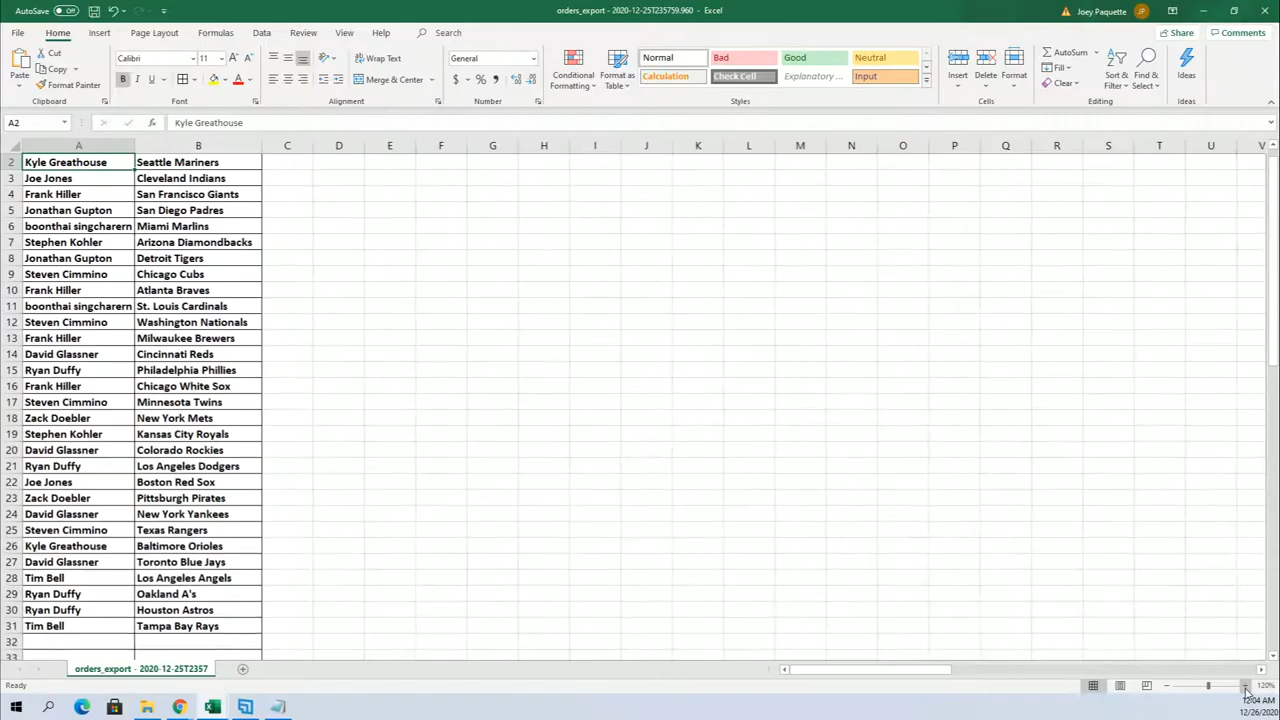 AutoSave Off
orders_export - 2020-12-25T235759.960 - Excel
Joey Paquette JP
File Home Insert Page Layout Formulas Data Review View Help Search Share Comments
Paste Cut Copy Format Painter
Calibri 11
Wrap Text
Merge & Center
General
Conditional Formatting
Format as Table
Normal Bad Good Neutral
Calculation Check Cell Explanatory ... Input
Insert Delete Format
AutoSum
Fill
Clear
Sort & Filter
Find & Select
Ideas
Clipboard Font Alignment Number Styles Cells Editing Ideas
A2 fx Kyle Greathouse
A B C D E F G H I J K L M N O P Q R S T U V
2 Kyle Greathouse Seattle Mariners
3 Joe Jones Cleveland Indians
4 Frank Hiller San Francisco Giants
5 Jonathan Gupton San Diego Padres
6 boonthai singcharern Miami Marlins
7 Stephen Kohler Arizona Diamondbacks
8 Jonathan Gupton Detroit Tigers
9 Steven Cimmino Chicago Cubs
10 Frank Hiller Atlanta Braves
11 boonthai singcharern St. Louis Cardinals
12 Steven Cimmino Washington Nationals
13 Frank Hiller Milwaukee Brewers
14 David Glassner Cincinnati Reds
15 Ryan Duffy Philadelphia Phillies
16 Frank Hiller Chicago White Sox
17 Steven Cimmino Minnesota Twins
18 Zack Doebler New York Mets
19 Stephen Kohler Kansas City Royals
20 David Glassner Colorado Rockies
21 Ryan Duffy Los Angeles Dodgers
22 Joe Jones Boston Red Sox
23 Zack Doebler Pittsburgh Pirates
24 David Glassner New York Yankees
25 Steven Cimmino Texas Rangers
26 Kyle Greathouse Baltimore Orioles
27 David Glassner Toronto Blue Jays
28 Tim Bell Los Angeles Angels
29 Ryan Duffy Oakland A's
30 Ryan Duffy Houston Astros
31 Tim Bell Tampa Bay Rays
32
33
orders_export - 2020-12-25T2357
Ready
120%
12:04 AM
12/26/2020